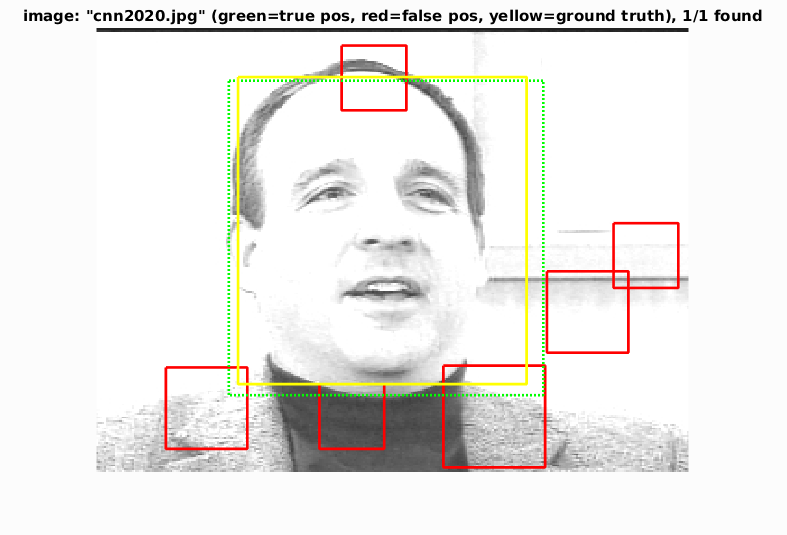 image: "cnn2020.jpg" (green=true pos, red=false pos, yellow=ground truth), 1/1 found